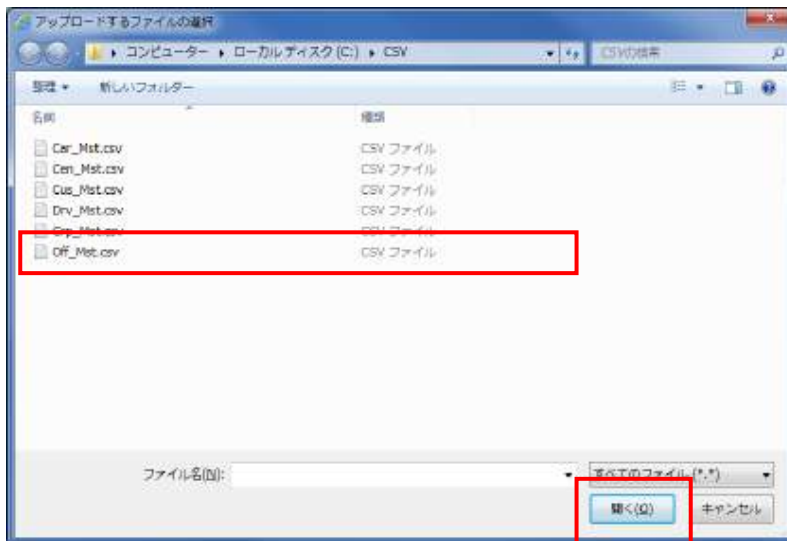 アップロードするファイルの選択
コンピューター ▸ ローカル ディスク (C:) ▸ CSV
CSVの検索
整理 新しいフォルダー
名前 種類
Car_Mst.csv CSV ファイル
Cen_Mst.csv CSV ファイル
Cus_Mst.csv CSV ファイル
Drv_Mst.csv CSV ファイル
Grp_Mst.csv CSV ファイル
Off_Mst.csv CSV ファイル
ファイル名(N):
すべてのファイル (*.*)
開く(O) キャンセル